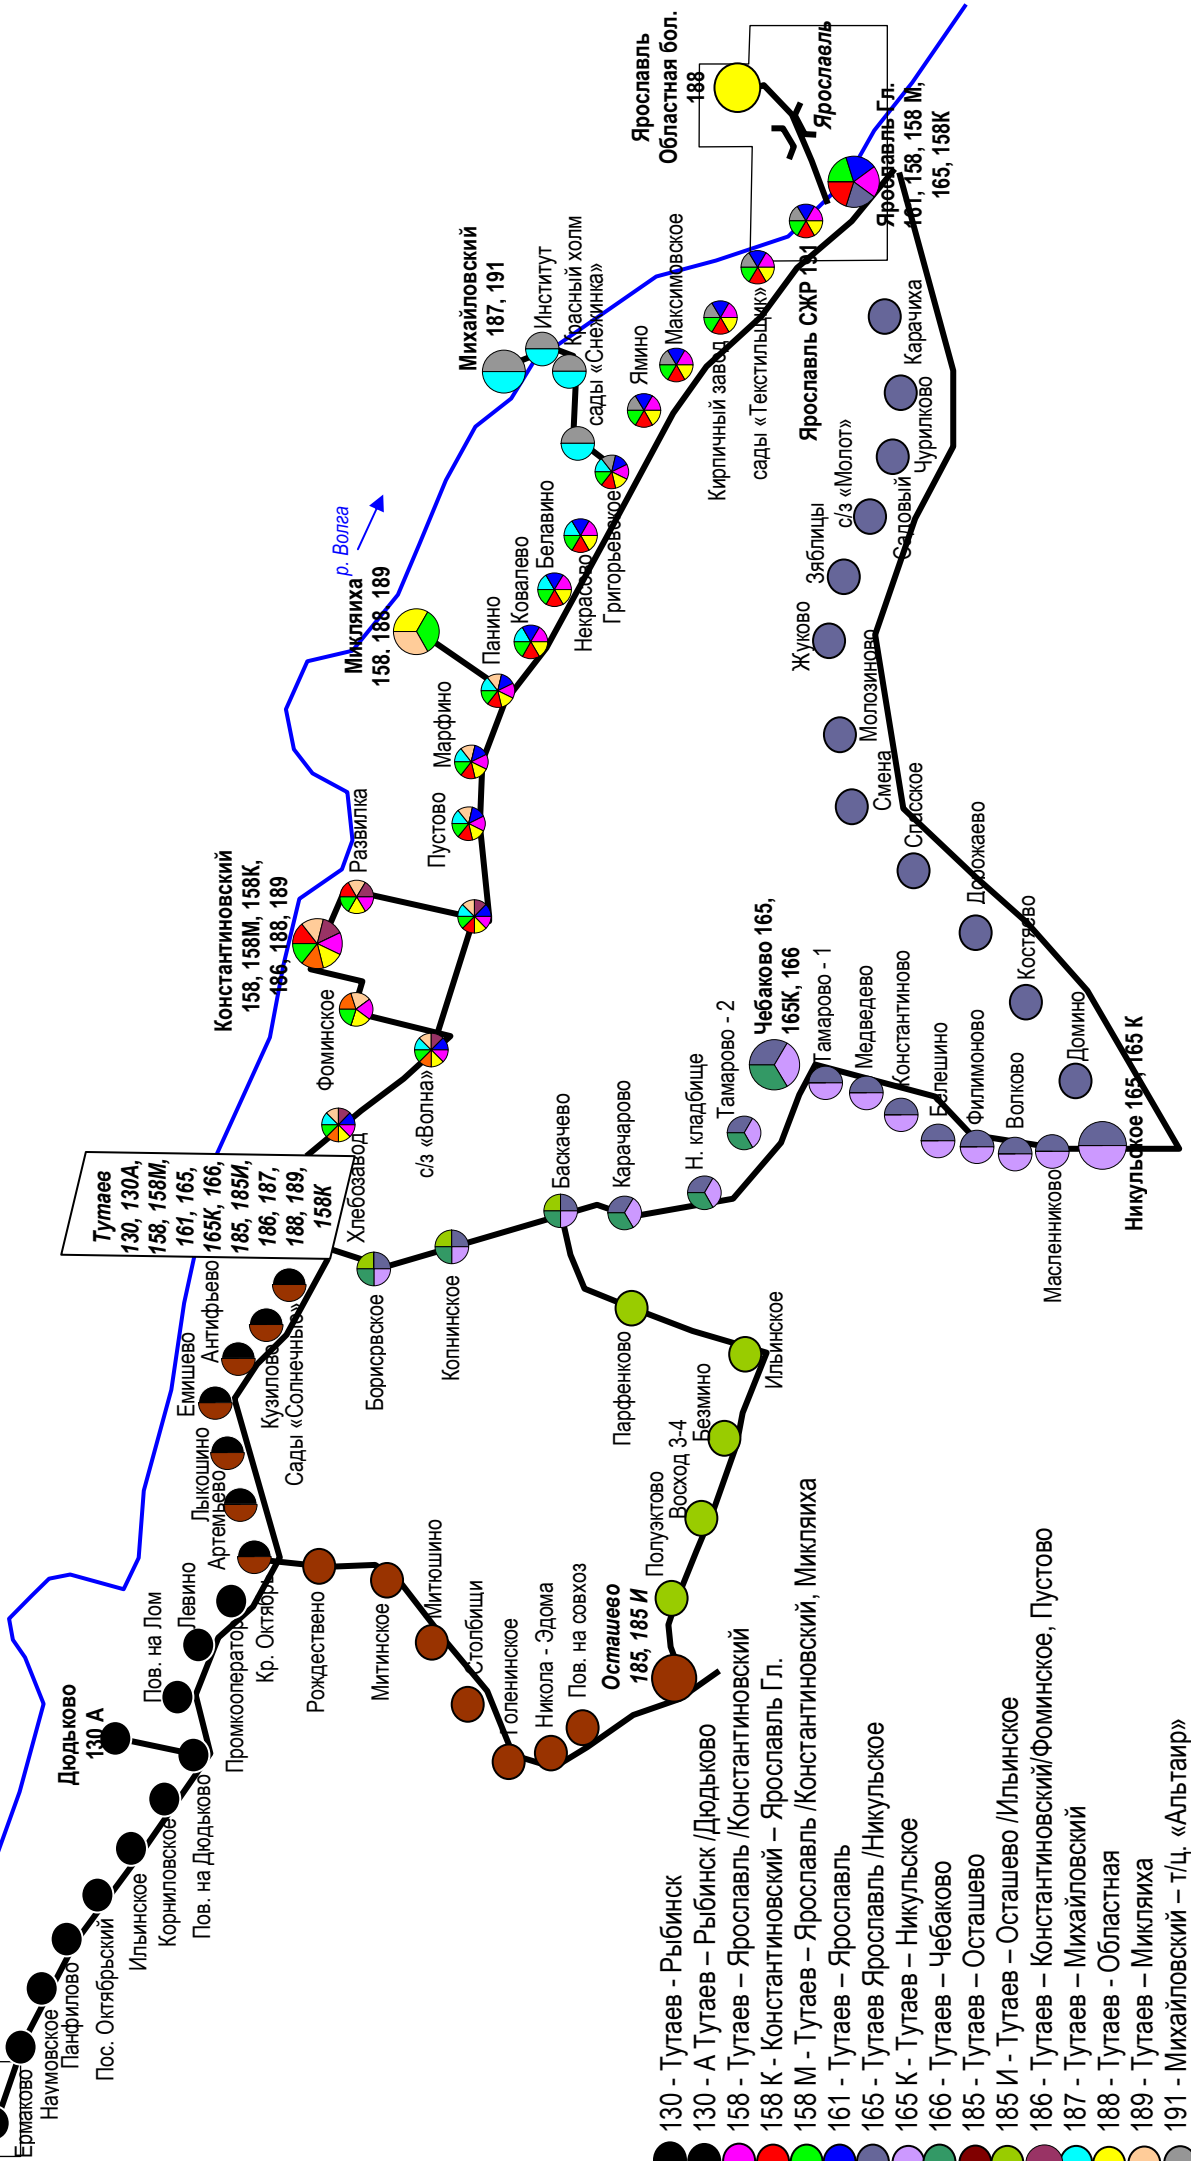 Ярославль
Областная бол.
188
Ярославль
Ярославль Гл.
161, 158, 158 М,
165, 158К
Михайловский
187, 191
Институт
Красный холм
сады «Снежинка»
Максимовское
Ямино
Кирпичный завод
сады «Текстильщик»
Ярославль СЖР 191
Григорьевское
Некрасово
Белавино
Ковалево
Панино
р. Волга
Микляиха
158, 188, 189
Марфино
Пустово
Развилка
Константиновский
158, 158М, 158К,
186, 188, 189
Фоминское
с/з «Волна»
Хлебозавод
Карачиха
Чурилково
Садовый
с/з «Молот»
Зяблицы
Жуково
Молозиново
Смена
Спасское
Дорожаево
Костяево
Домино
Никульское 165, 165 К
Чебаково 165,
165К, 166
Тамарово - 1
Медведево
Константиново
Белешино
Филимоново
Волково
Масленниково
Тамарово - 2
Н. кладбище
Карачарово
Баскачево
Копнинское
Борисрвское
Тутаев
130, 130А,
158, 158М,
161, 165,
165К, 166,
185, 185И,
186, 187,
188, 189,
158К
Парфенково
Ильинское
Безмино
Восход 3-4
Полуэктово
Осташево
185, 185 И
Сады «Солнечные»
Кузилово
Антифьево
Емишево
Лыкошино
Артемьево
Кр. Октябрь
Рождествено
Митинское
Митюшино
Столбищи
Голенинское
Никола - Эдома
Пов. на совхоз
Промкооператор
Левино
Пов. на Лом
Дюдьково
130 А
Пов. на Дюдьково
Корниловское
Ильинское
Пос. Октябрьский
Панфилово
Наумовское
Ермаково
130 - Тутаев - Рыбинск
130 - А Тутаев – Рыбинск /Дюдьково
158 - Тутаев – Ярославль /Константиновский
158 К - Константиновский – Ярославль Гл.
158 М - Тутаев – Ярославль /Константиновский, Микляиха
161 - Тутаев – Ярославль
165 - Тутаев Ярославль /Никульское
165 К - Тутаев – Никульское
166 - Тутаев – Чебаково
185 - Тутаев – Осташево
185 И - Тутаев – Осташево /Ильинское
186 - Тутаев – Константиновский/Фоминское, Пустово
187 - Тутаев – Михайловский
188 - Тутаев - Областная
189 - Тутаев – Микляиха
191 - Михайловский – т/ц. «Альтаир»